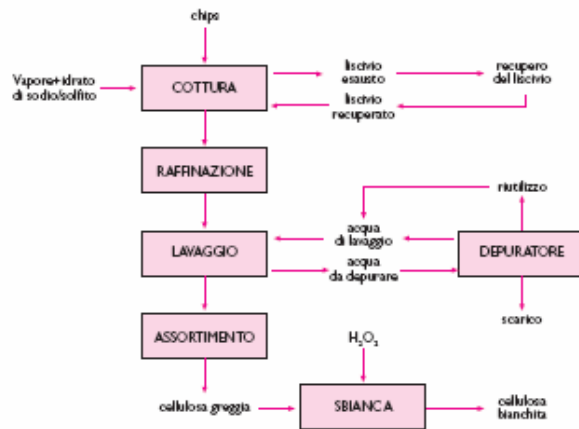 chips
Vapore+idrato
di sodio/solfito
COTTURA
liscivio
esausto
recupero
del liscivio
liscivio
recuperato
RAFFINAZIONE
riutilizzo
LAVAGGIO
acqua
di lavaggio
acqua
da depurare
DEPURATORE
scarico
ASSORTIMENTO
H₂O₂
cellulosa greggia
SBIANCA
cellulosa
bianchita